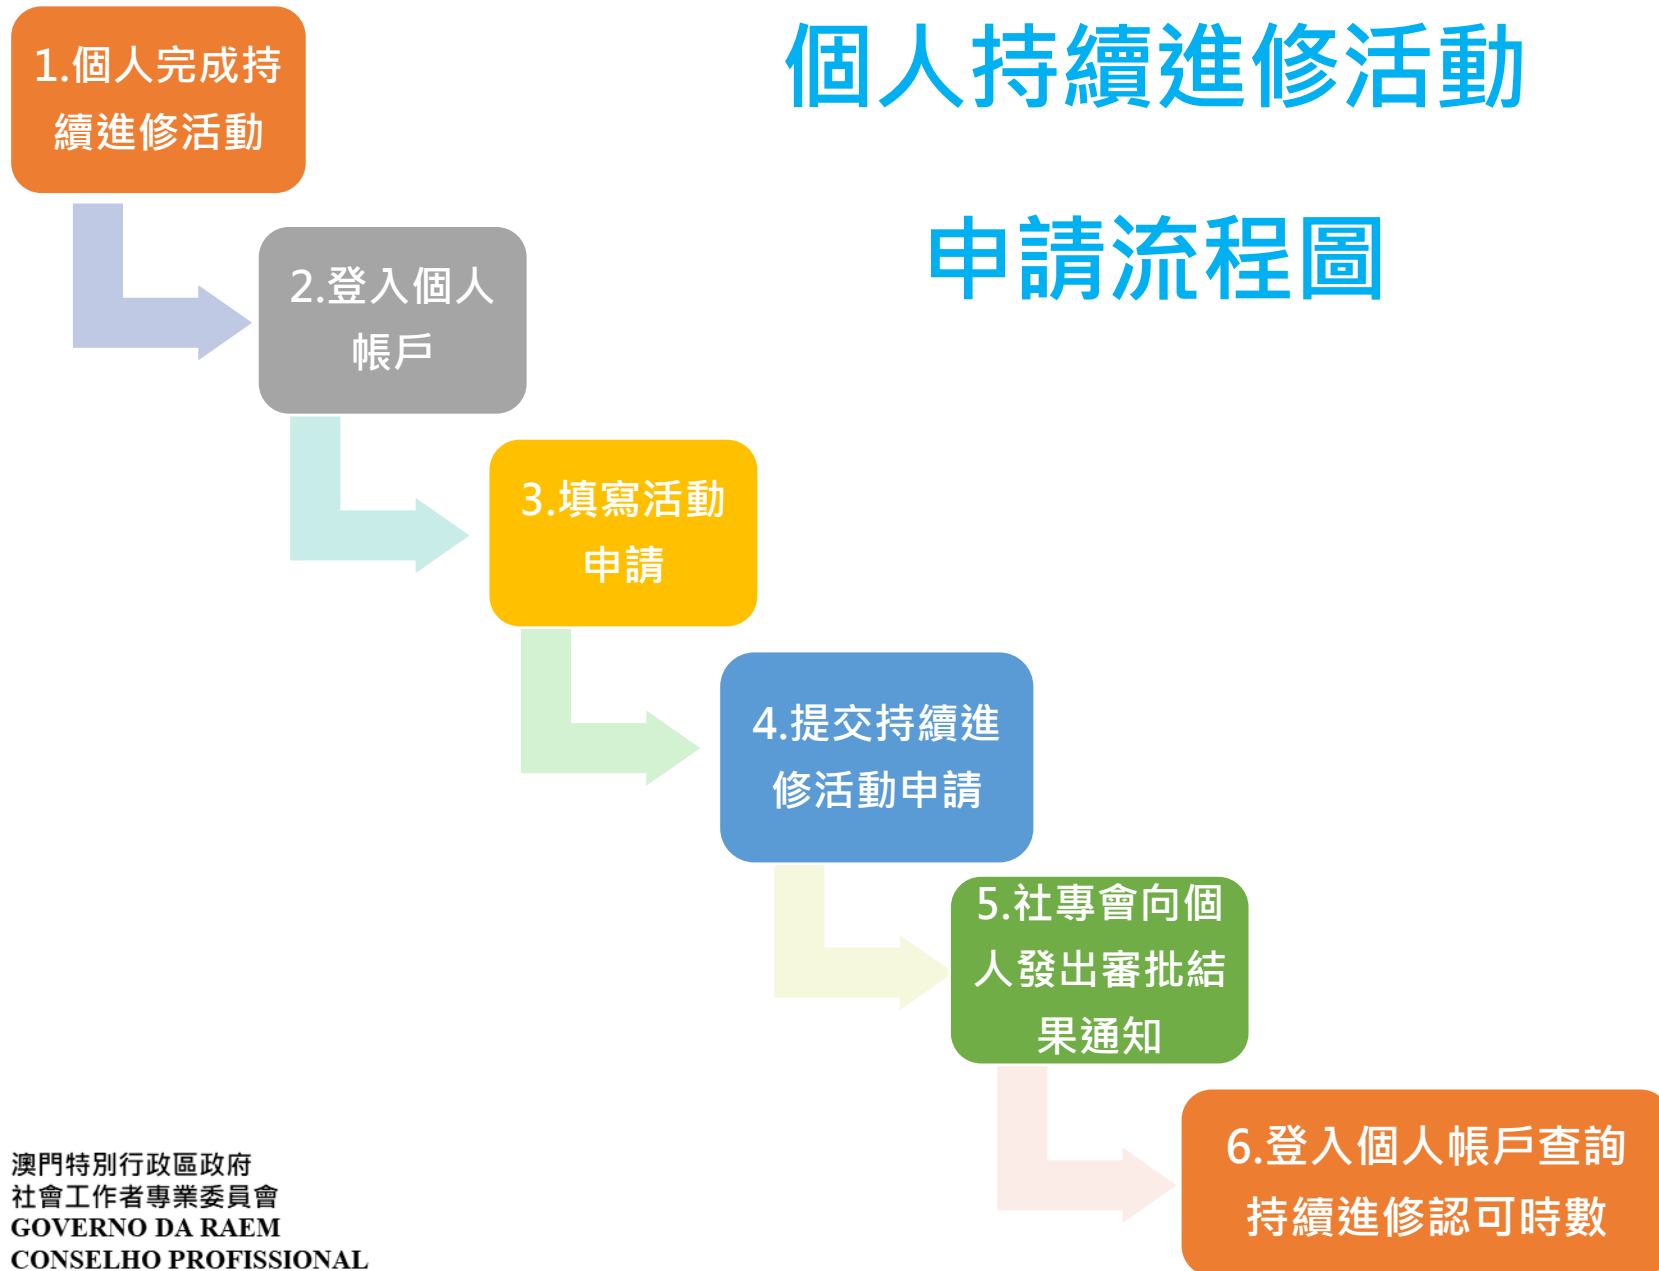 個人持續進修活動
申請流程圖
1.個人完成持
續進修活動
2.登入個人
帳戶
3.填寫活動
申請
4.提交持續進
修活動申請
5.社專會向個
人發出審批結
果通知
6.登入個人帳戶查詢
持續進修認可時數
澳門特別行政區政府
社會工作者專業委員會
GOVERNO DA RAEM
CONSELHO PROFISSIONAL